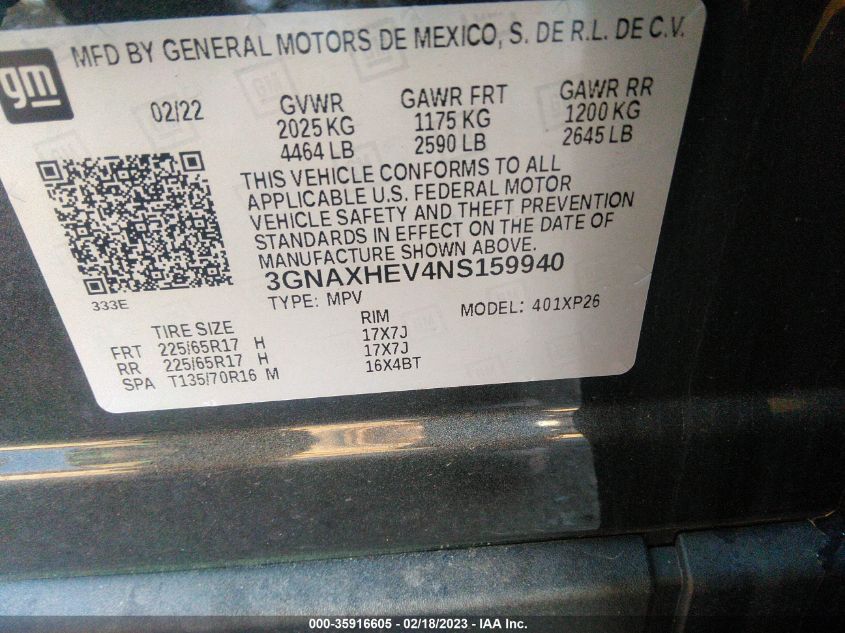 gm
MFD BY GENERAL MOTORS DE MEXICO, S. DE R.L. DE C.V.
02/22 GVWR GAWR FRT GAWR RR
2025 KG 1175 KG 1200 KG
4464 LB 2590 LB 2645 LB
THIS VEHICLE CONFORMS TO ALL
APPLICABLE U.S. FEDERAL MOTOR
VEHICLE SAFETY AND THEFT PREVENTION
STANDARDS IN EFFECT ON THE DATE OF
MANUFACTURE SHOWN ABOVE.
3GNAXHEV4NS159940
333E
TYPE: MPV MODEL: 401XP26
TIRE SIZE RIM
FRT 225/65R17 H 17X7J
RR 225/65R17 H 17X7J
SPA T135/70R16 M 16X4BT
000-35916605 - 02/18/2023 - IAA Inc.